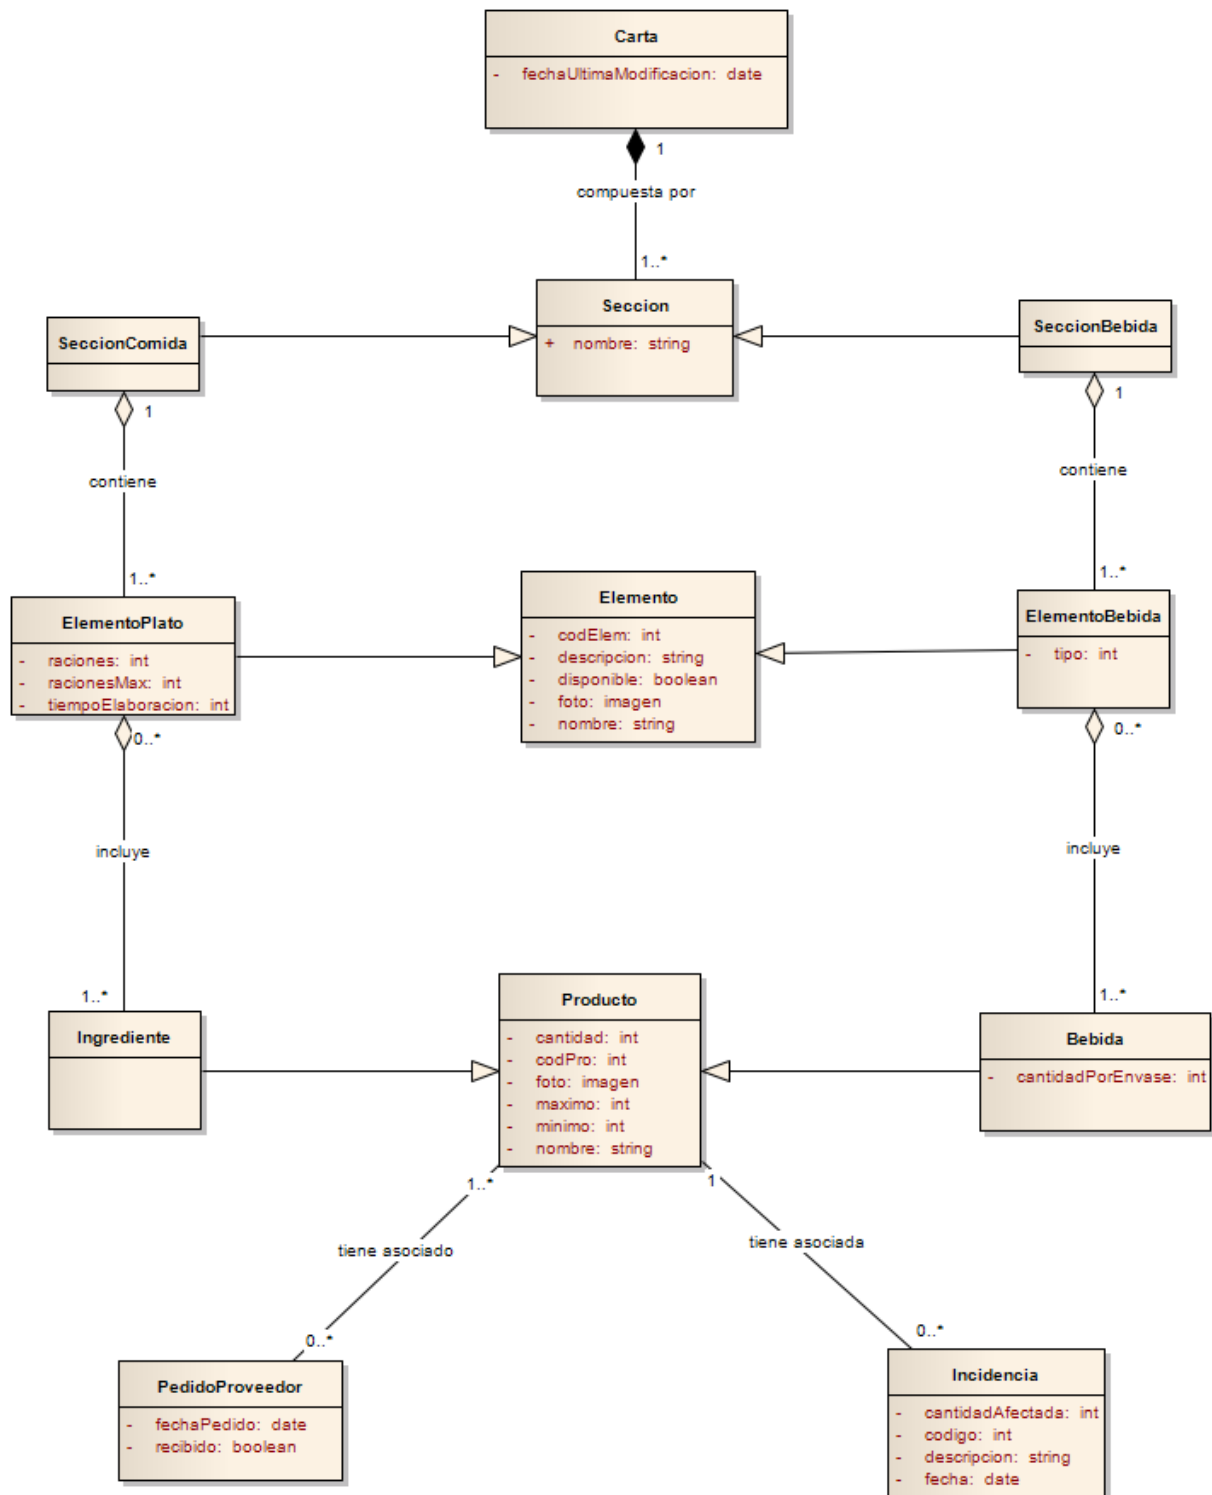 Carta
- fechaUltimaModificacion: date
1
compuesta por
1..*
Seccion
+ nombre: string
SeccionComida
SeccionBebida
1
1
contiene
contiene
1..*
1..*
ElementoPlato
- raciones: int
- racionesMax: int
- tiempoElaboracion: int
Elemento
- codElem: int
- descripcion: string
- disponible: boolean
- foto: imagen
- nombre: string
ElementoBebida
- tipo: int
0..*
0..*
incluye
incluye
1..*
1..*
Ingrediente
Producto
- cantidad: int
- codPro: int
- foto: imagen
- maximo: int
- minimo: int
- nombre: string
Bebida
- cantidadPorEnvase: int
1..*
1
tiene asociado
tiene asociada
0..*
0..*
PedidoProveedor
- fechaPedido: date
- recibido: boolean
Incidencia
- cantidadAfectada: int
- codigo: int
- descripcion: string
- fecha: date